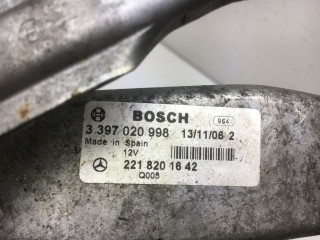 BOSCH 964
3 397 020 998 13/11/06 2
Made in Spain
12V
221 820 16 42
Q005